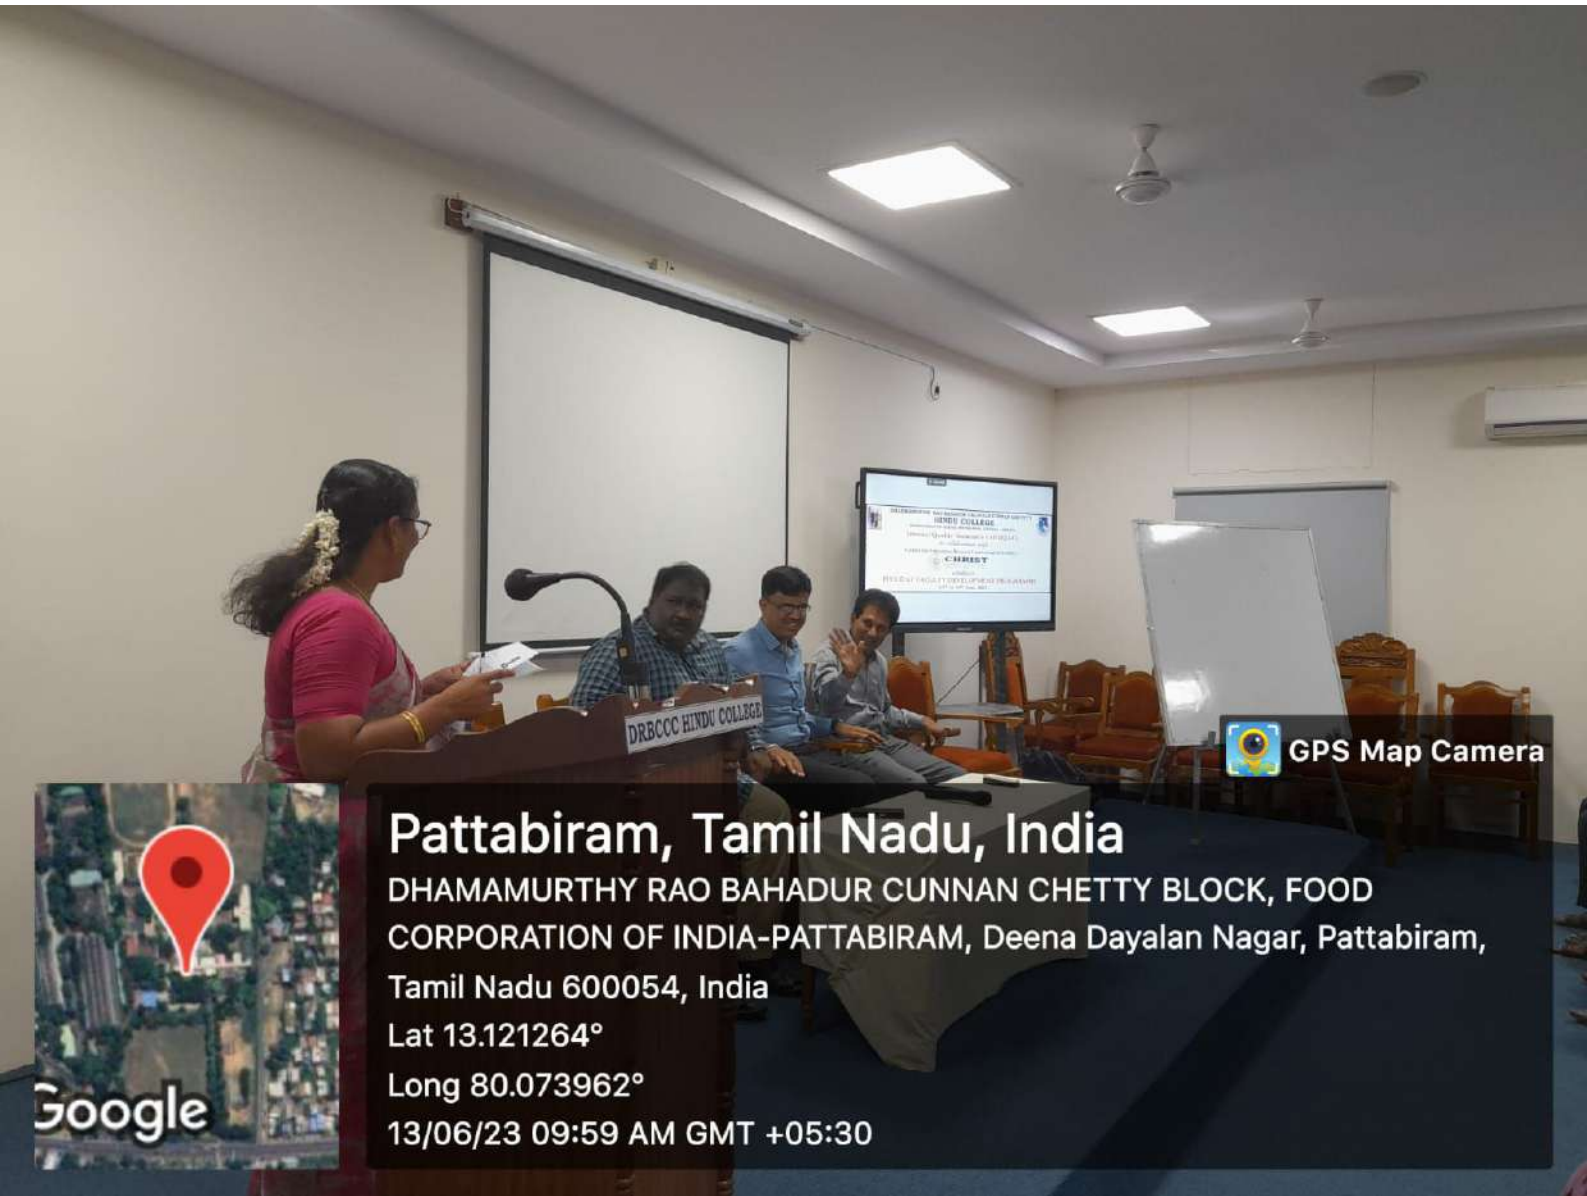 HINDU COLLEGE
CHRIST
DRBCCC HINDU COLLEGE
GPS Map Camera
Pattabiram, Tamil Nadu, India
DHAMAMURTHY RAO BAHADUR CUNNAN CHETTY BLOCK, FOOD
CORPORATION OF INDIA-PATTABIRAM, Deena Dayalan Nagar, Pattabiram,
Tamil Nadu 600054, India
Lat 13.121264°
Long 80.073962°
13/06/23 09:59 AM GMT +05:30
Google